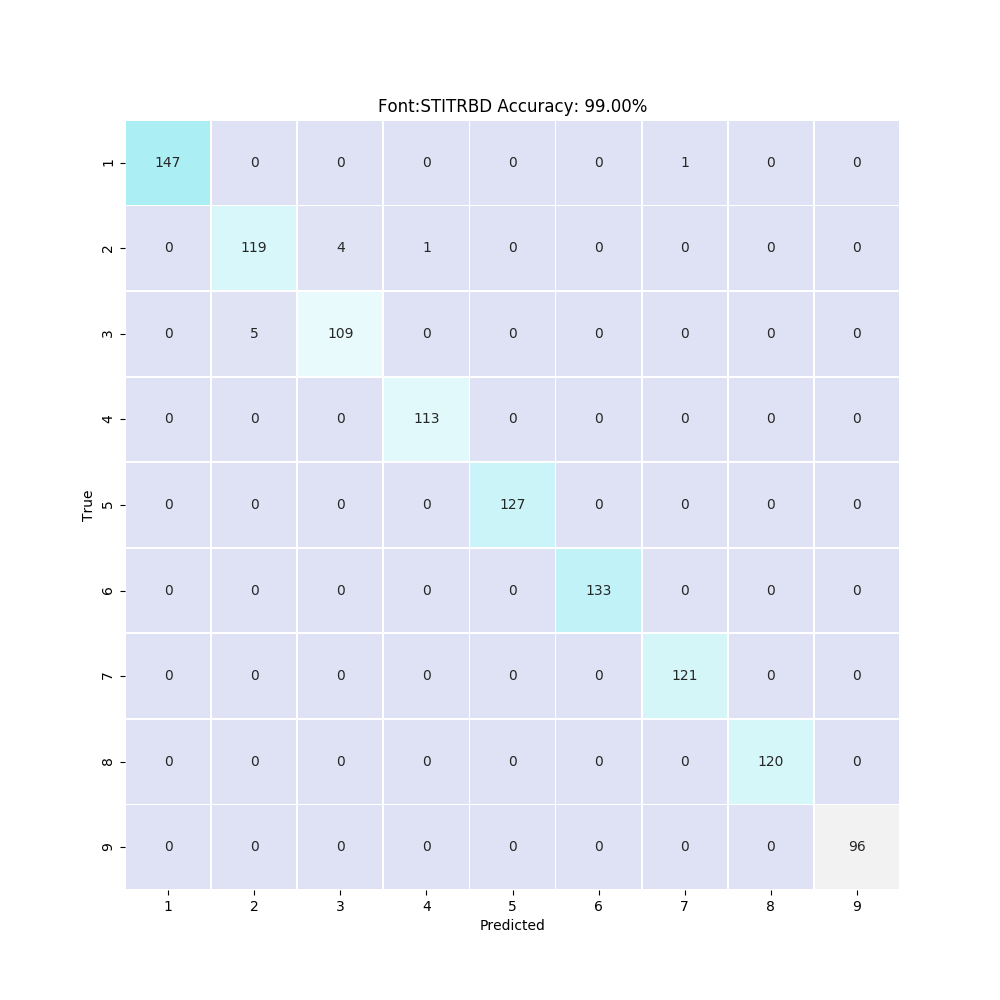 Font:STITRBD Accuracy: 99.00%
1 147 0 0 0 0 0 1 0 0
2 0 119 4 1 0 0 0 0 0
3 0 5 109 0 0 0 0 0 0
4 0 0 0 113 0 0 0 0 0
True
5 0 0 0 0 127 0 0 0 0
6 0 0 0 0 0 133 0 0 0
7 0 0 0 0 0 0 121 0 0
8 0 0 0 0 0 0 0 120 0
9 0 0 0 0 0 0 0 0 96
1 2 3 4 5 6 7 8 9
Predicted